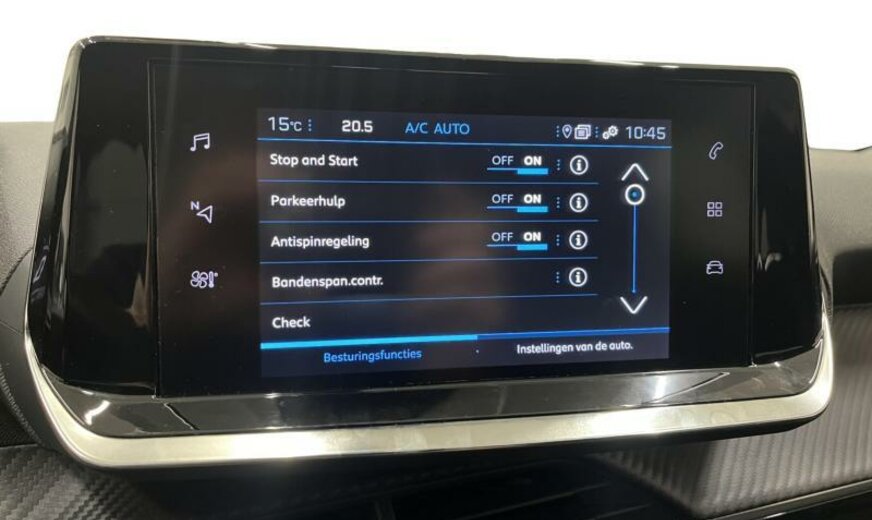 15°C 20.5 A/C AUTO 10:45
Stop and Start OFF ON
Parkeerhulp OFF ON
Antispinregeling OFF ON
Bandenspan.contr.
Check
Besturingsfuncties Instellingen van de auto.
N